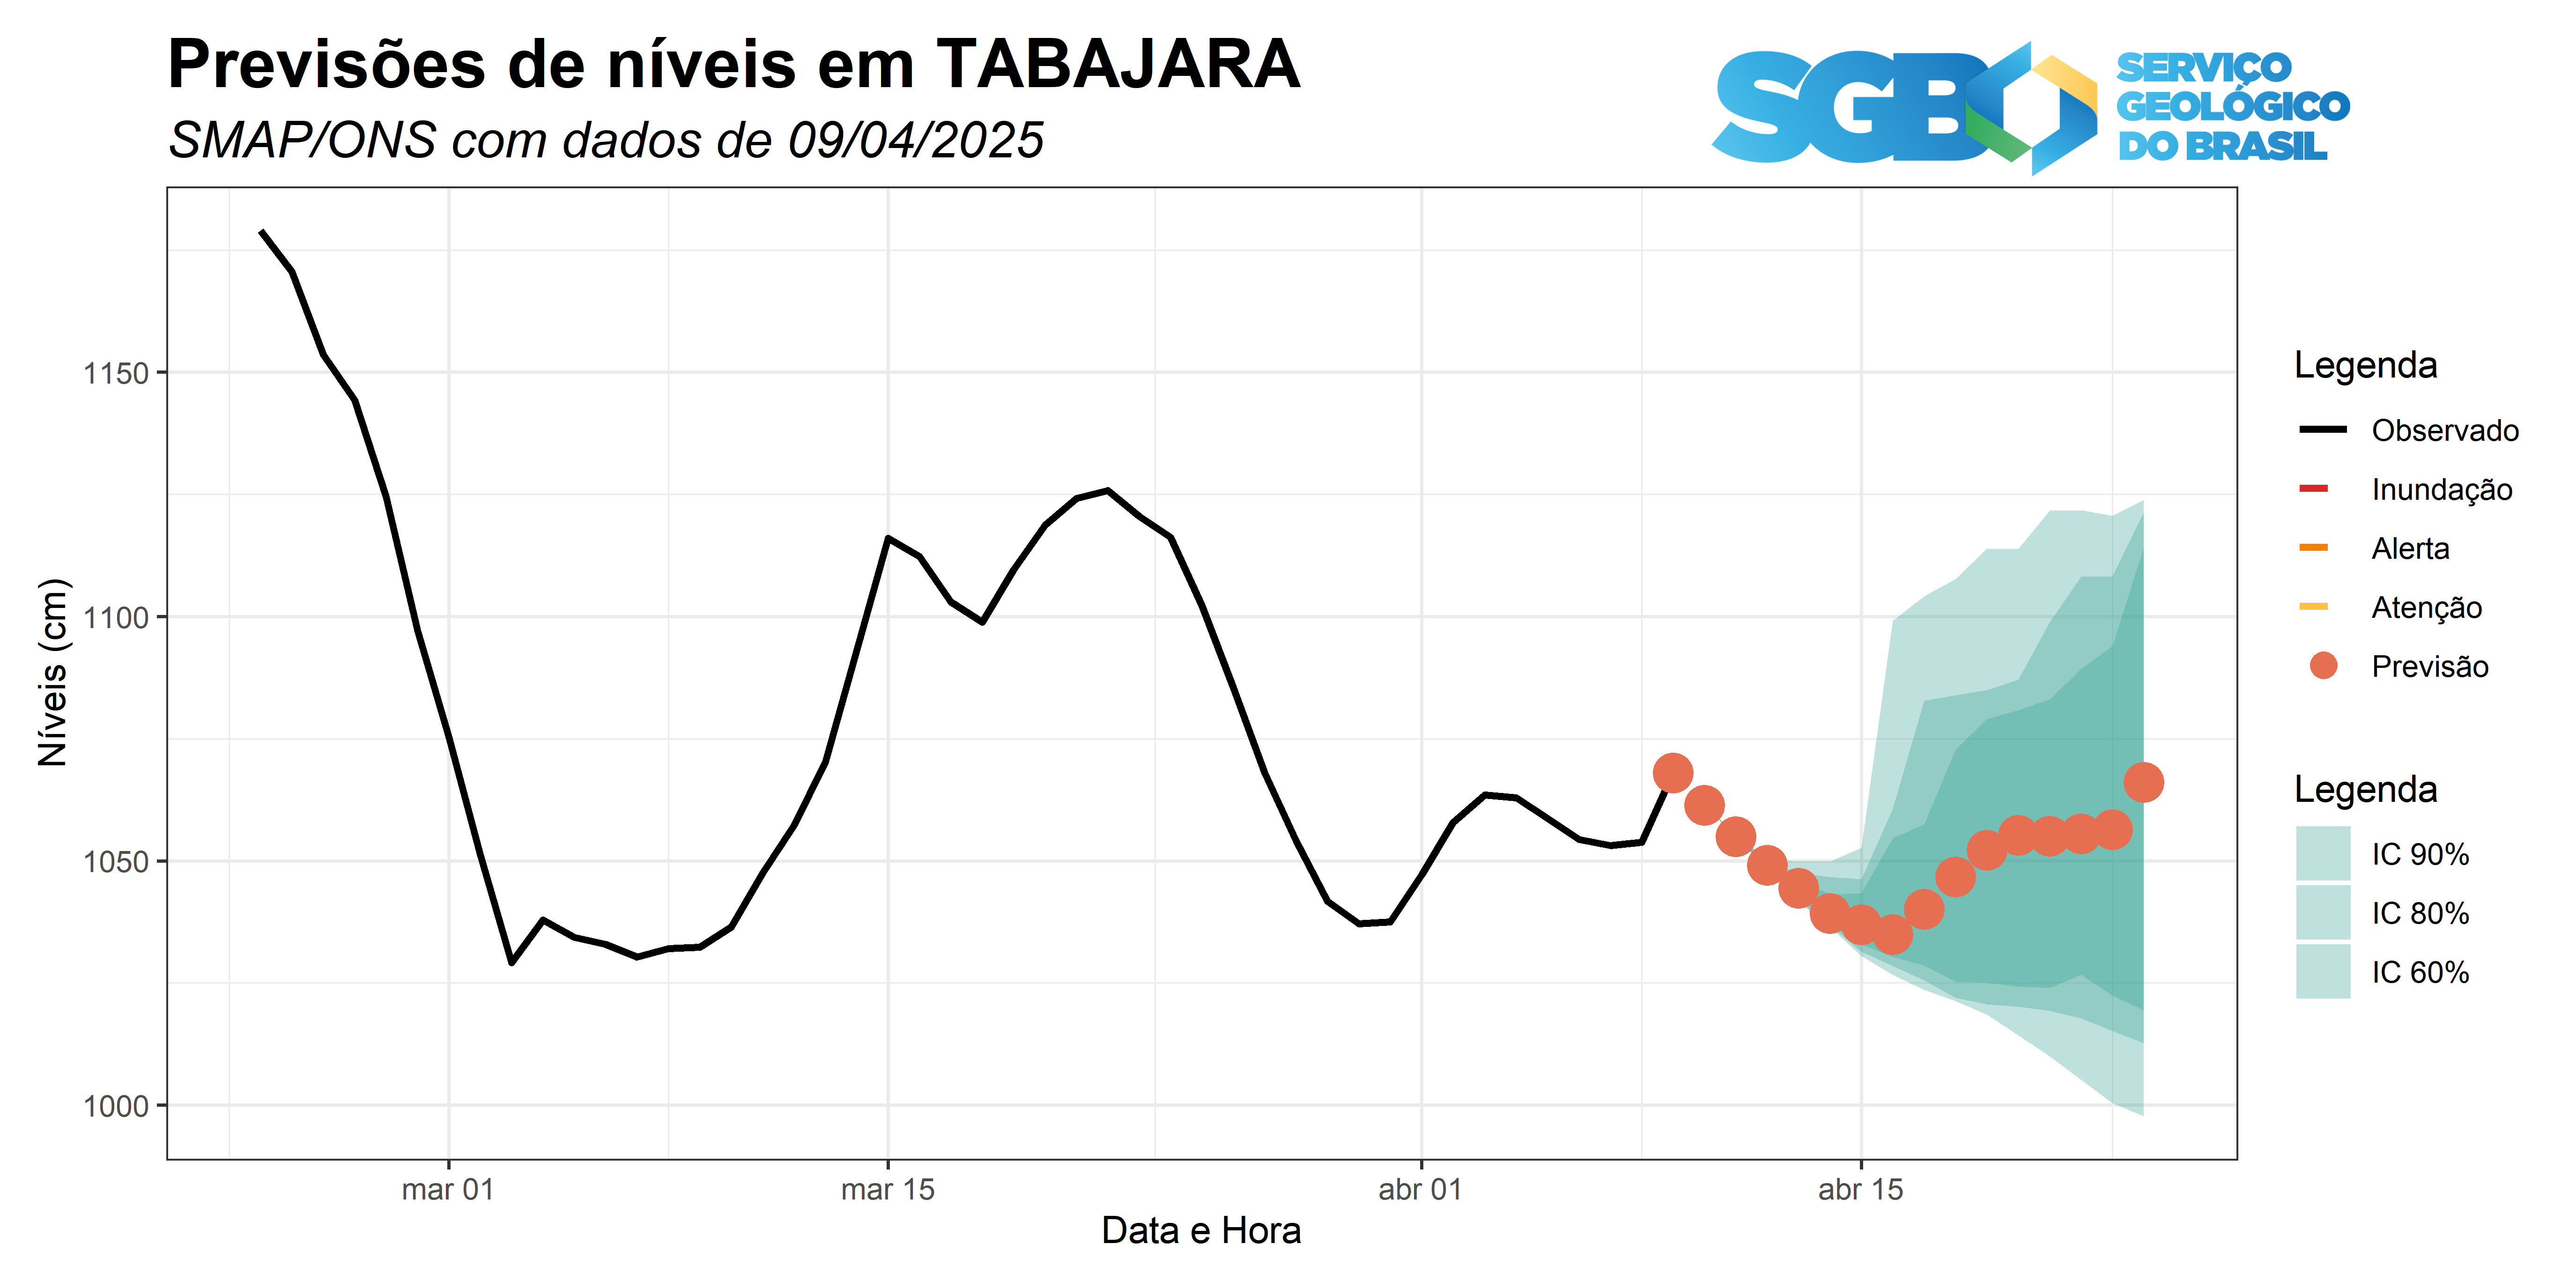 Previsões de níveis em TABAJARA
SMAP/ONS com dados de 09/04/2025
SGB
SERVIÇO
GEOLÓGICO
DO BRASIL
Níveis (cm)
1150
1100
1050
1000
mar 01
mar 15
abr 01
abr 15
Data e Hora
Legenda
Observado
Inundação
Alerta
Atenção
Previsão
Legenda
IC 90%
IC 80%
IC 60%